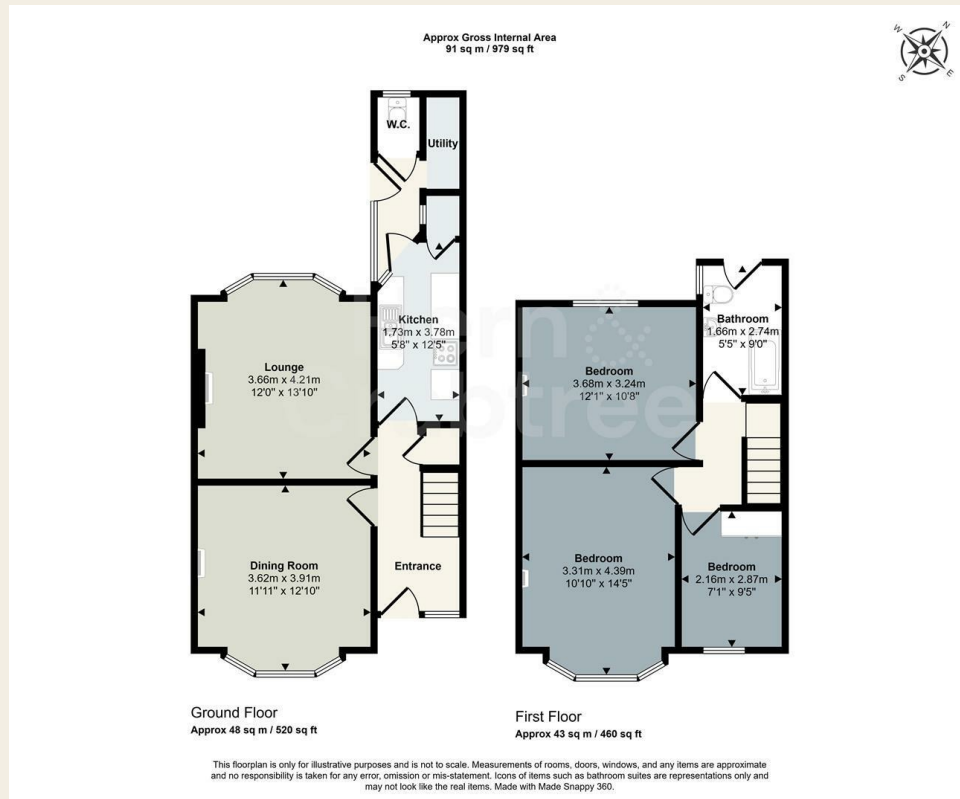 Approx Gross Internal Area
91 sq m / 979 sq ft
N
W
E
S
W.C.
Utility
Kitchen
1.73m x 3.78m
5'8" x 12'5"
Lounge
3.66m x 4.21m
12'0" x 13'10"
Dining Room
3.62m x 3.91m
11'11" x 12'10"
Entrance
Ground Floor
Approx 48 sq m / 520 sq ft
Bathroom
1.66m x 2.74m
5'5" x 9'0"
Bedroom
3.68m x 3.24m
12'1" x 10'8"
Bedroom
3.31m x 4.39m
10'10" x 14'5"
Bedroom
2.16m x 2.87m
7'1" x 9'5"
First Floor
Approx 43 sq m / 460 sq ft
Hern &
Crabtree
This floorplan is only for illustrative purposes and is not to scale. Measurements of rooms, doors, windows, and any items are approximate
and no responsibility is taken for any error, omission or mis-statement. Icons of items such as bathroom suites are representations only and
may not look like the real items. Made with Made Snappy 360.